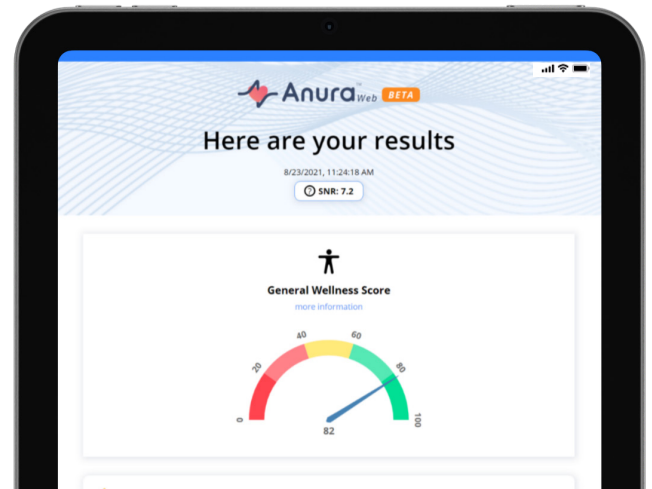 Anura™ Web BETA
Here are your results
8/23/2021, 11:24:18 AM
? SNR: 7.2
General Wellness Score
more information
0 20 40 60 80 100
82